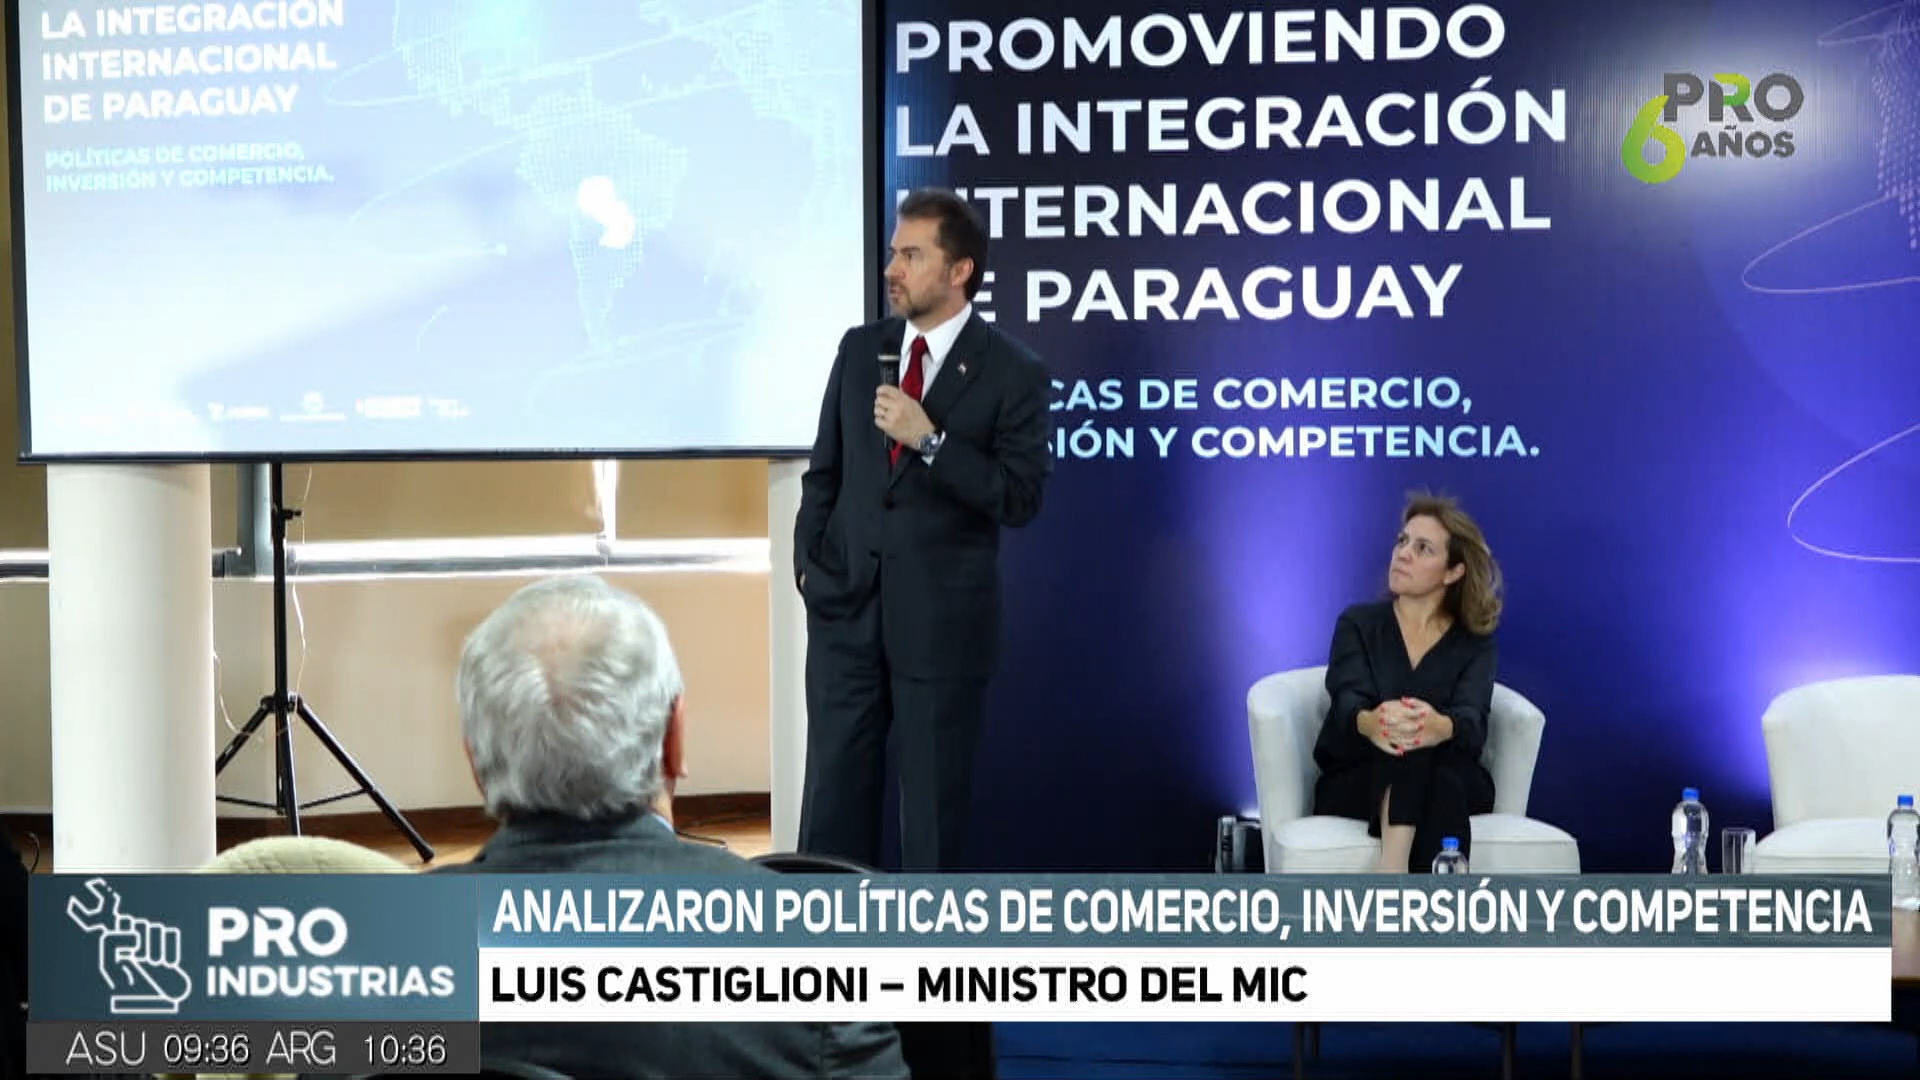 LA INTEGRACIÓN
INTERNACIONAL
DE PARAGUAY
POLÍTICAS DE COMERCIO,
INVERSIÓN Y COMPETENCIA.
PROMOVIENDO
LA INTEGRACIÓN
INTERNACIONAL
DE PARAGUAY
CAS DE COMERCIO,
SIÓN Y COMPETENCIA.
6
PRO
AÑOS
PRO
INDUSTRIAS
ANALIZARON POLÍTICAS DE COMERCIO, INVERSIÓN Y COMPETENCIA
LUIS CASTIGLIONI – MINISTRO DEL MIC
ASU 09:36 ARG 10:36